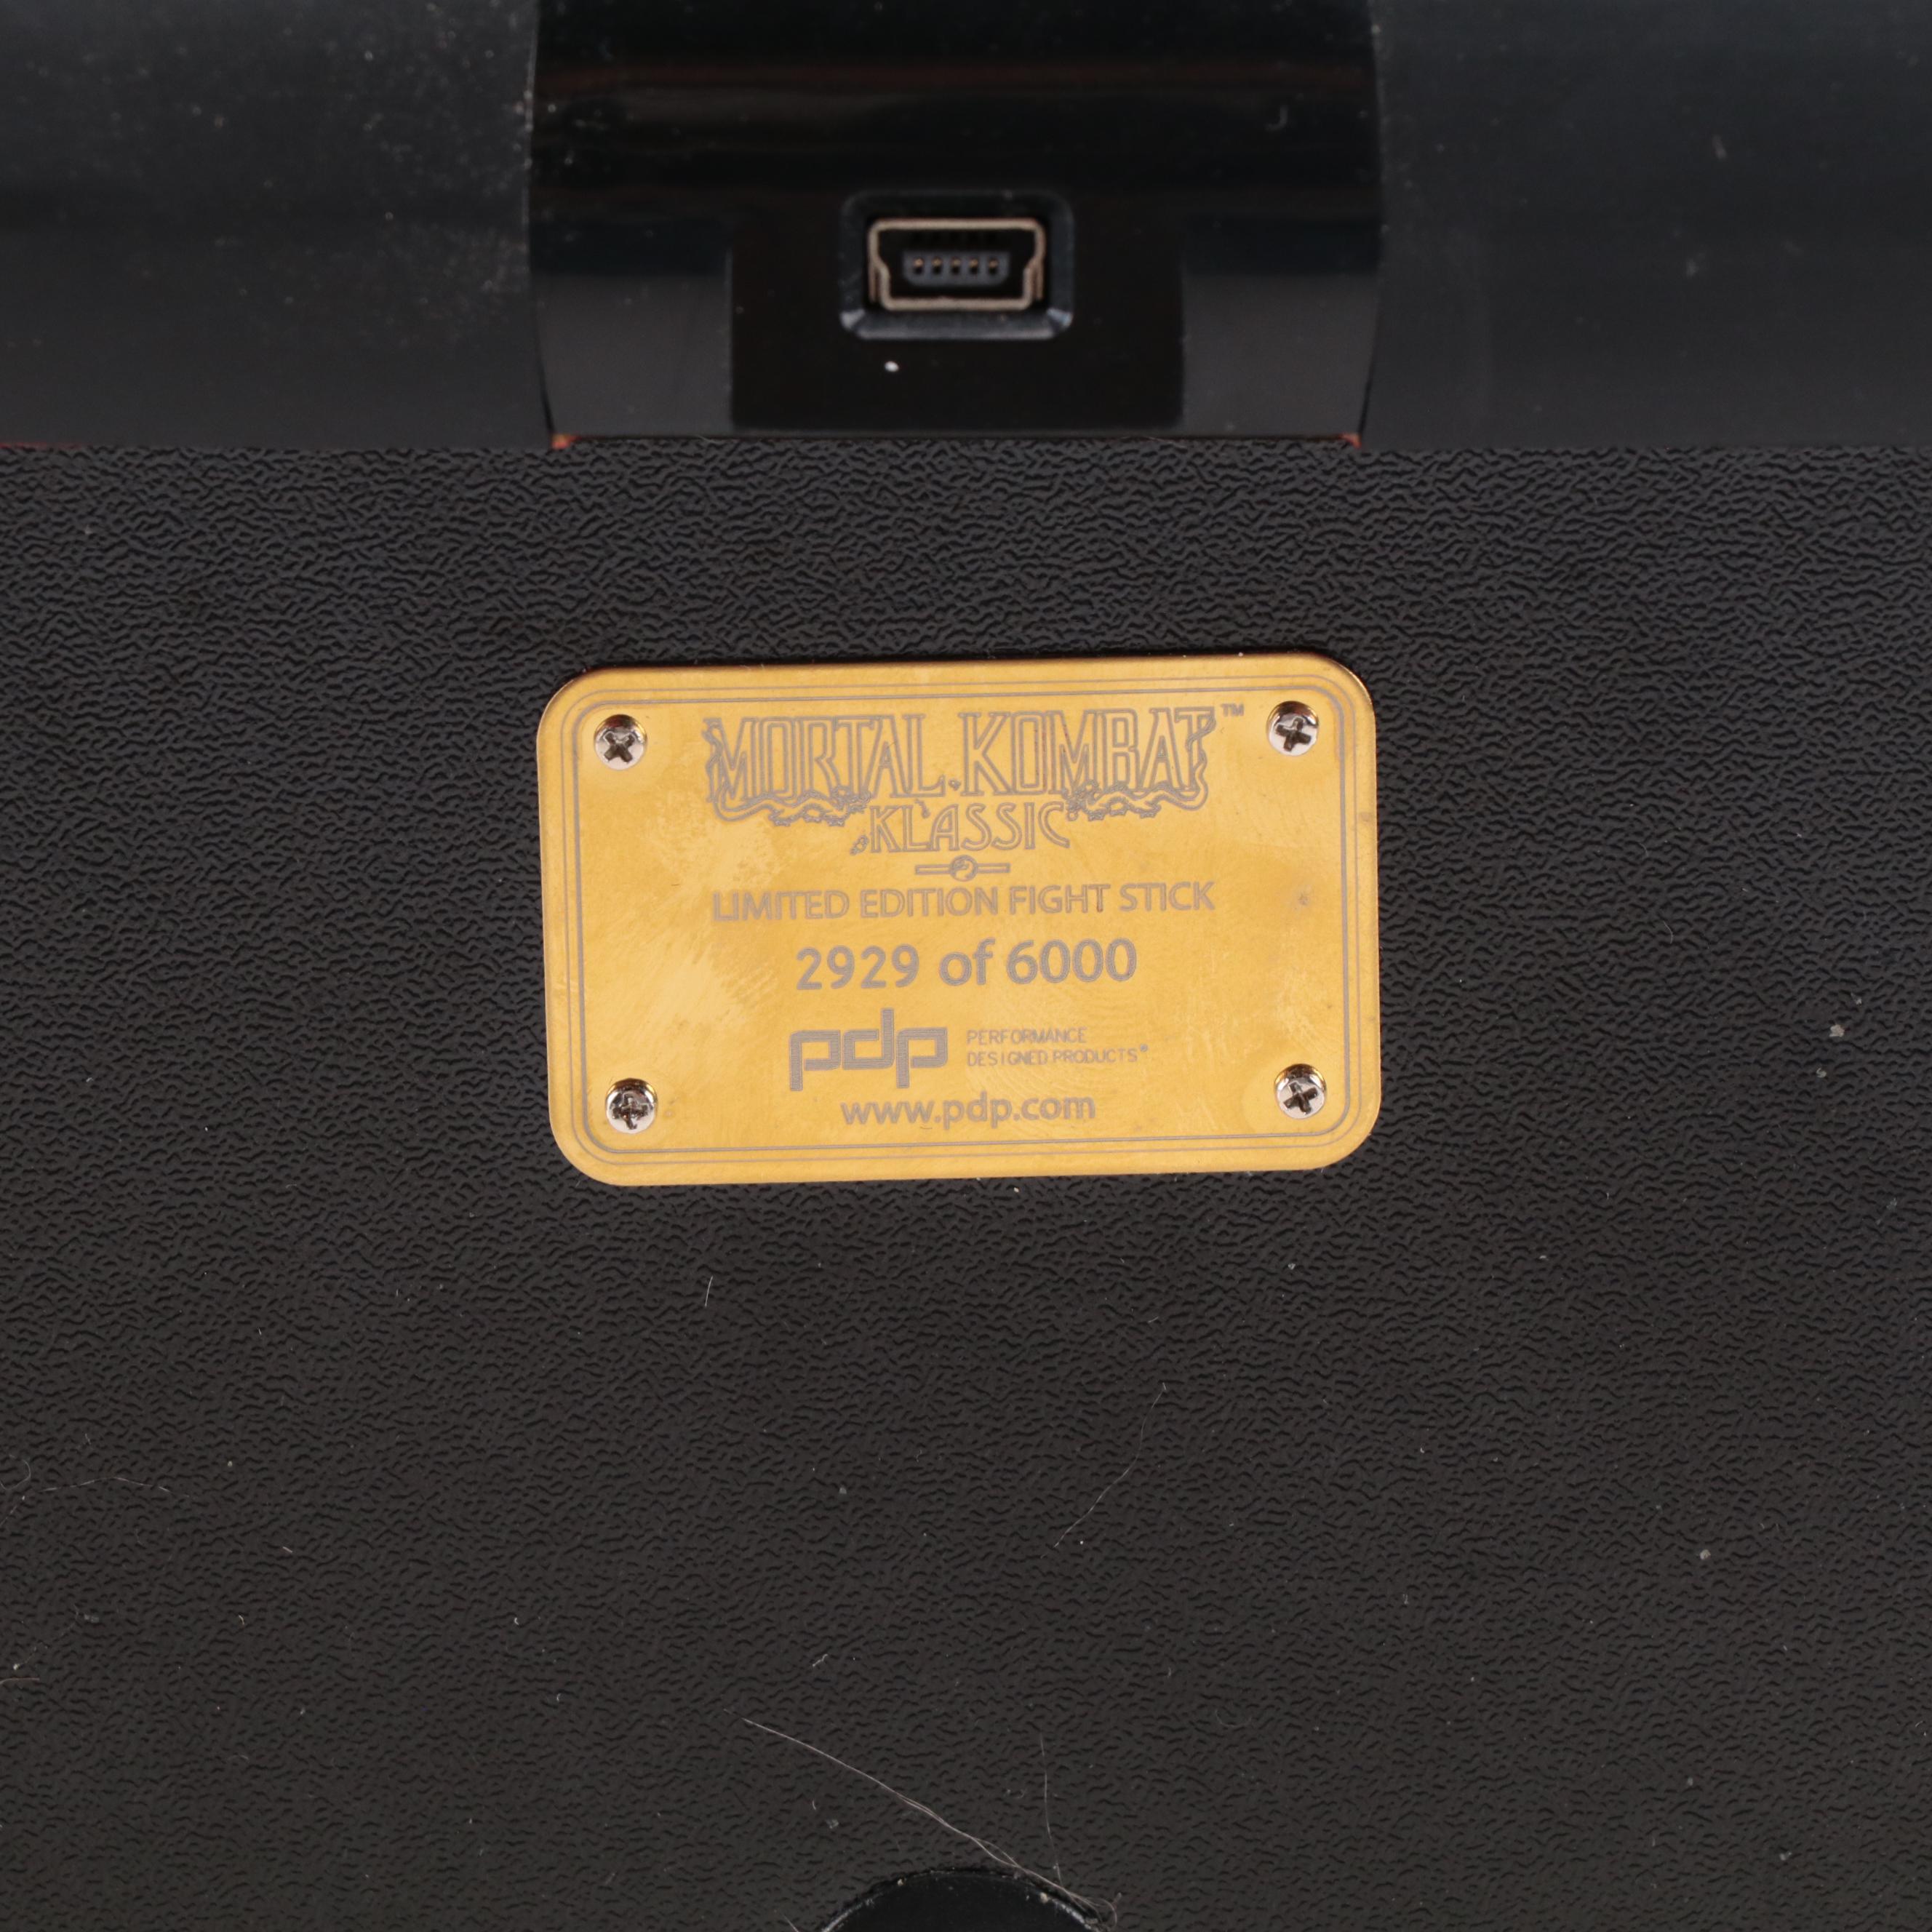 MORTAL KOMBAT™
KLASSIC
LIMITED EDITION FIGHT STICK
2929 of 6000
pdp PERFORMANCE
DESIGNED PRODUCTS®
www.pdp.com